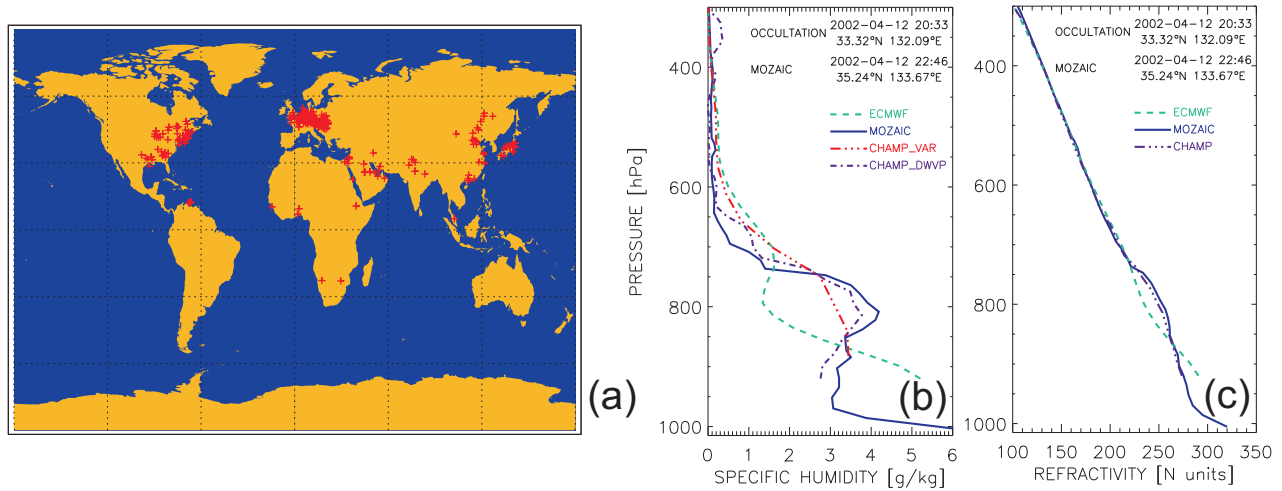 (a)
400
600
800
1000
PRESSURE [hPa]
OCCULTATION
2002-04-12 20:33
33.32°N 132.09°E
MOZAIC
2002-04-12 22:46
35.24°N 133.67°E
ECMWF
MOZAIC
CHAMP_VAR
CHAMP_DWVP
(b)
0 1 2 3 4 5 6
SPECIFIC HUMIDITY [g/kg]
400
600
800
1000
OCCULTATION
2002-04-12 20:33
33.32°N 132.09°E
MOZAIC
2002-04-12 22:46
35.24°N 133.67°E
ECMWF
MOZAIC
CHAMP
(c)
100 150 200 250 300 350
REFRACTIVITY [N units]